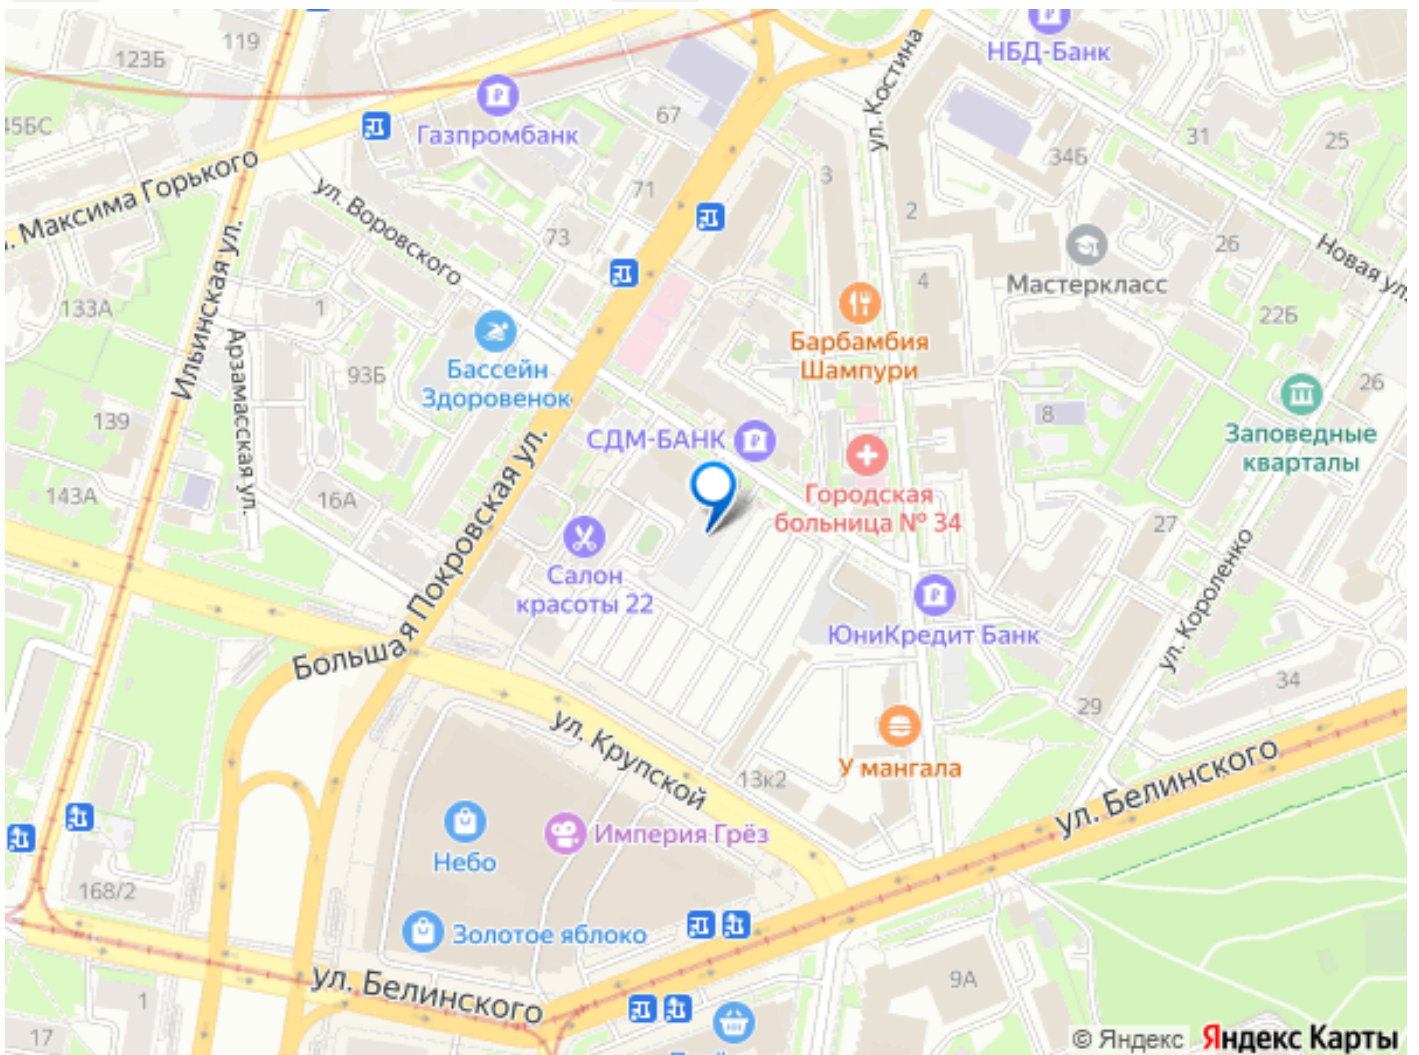 119
123Б
НБД-Банк
ул. Костина
45БС
Газпромбанк
67
31
25
34Б
. Максима Горького
ул. Воровского
71
3
2
73
26
Новая ул.
Мастеркласс
4
133А
1
Ильинская ул.
Арзамасская ул.
22Б
Барбамбия
Шампури
Бассейн
Здоровенок
93Б
26
139
8
СДМ-БАНК
Заповедные
кварталы
143А
16А
Городская
больница № 34
27
Большая Покровская ул.
Салон
красоты 22
ул. Короленко
ЮниКредит Банк
34
29
ул. Крупской
У мангала
13к2
ул. Белинского
Империя Грёз
Небо
168/2
Золотое яблоко
ул. Белинского
9А
1
17
© Яндекс Яндекс Карты